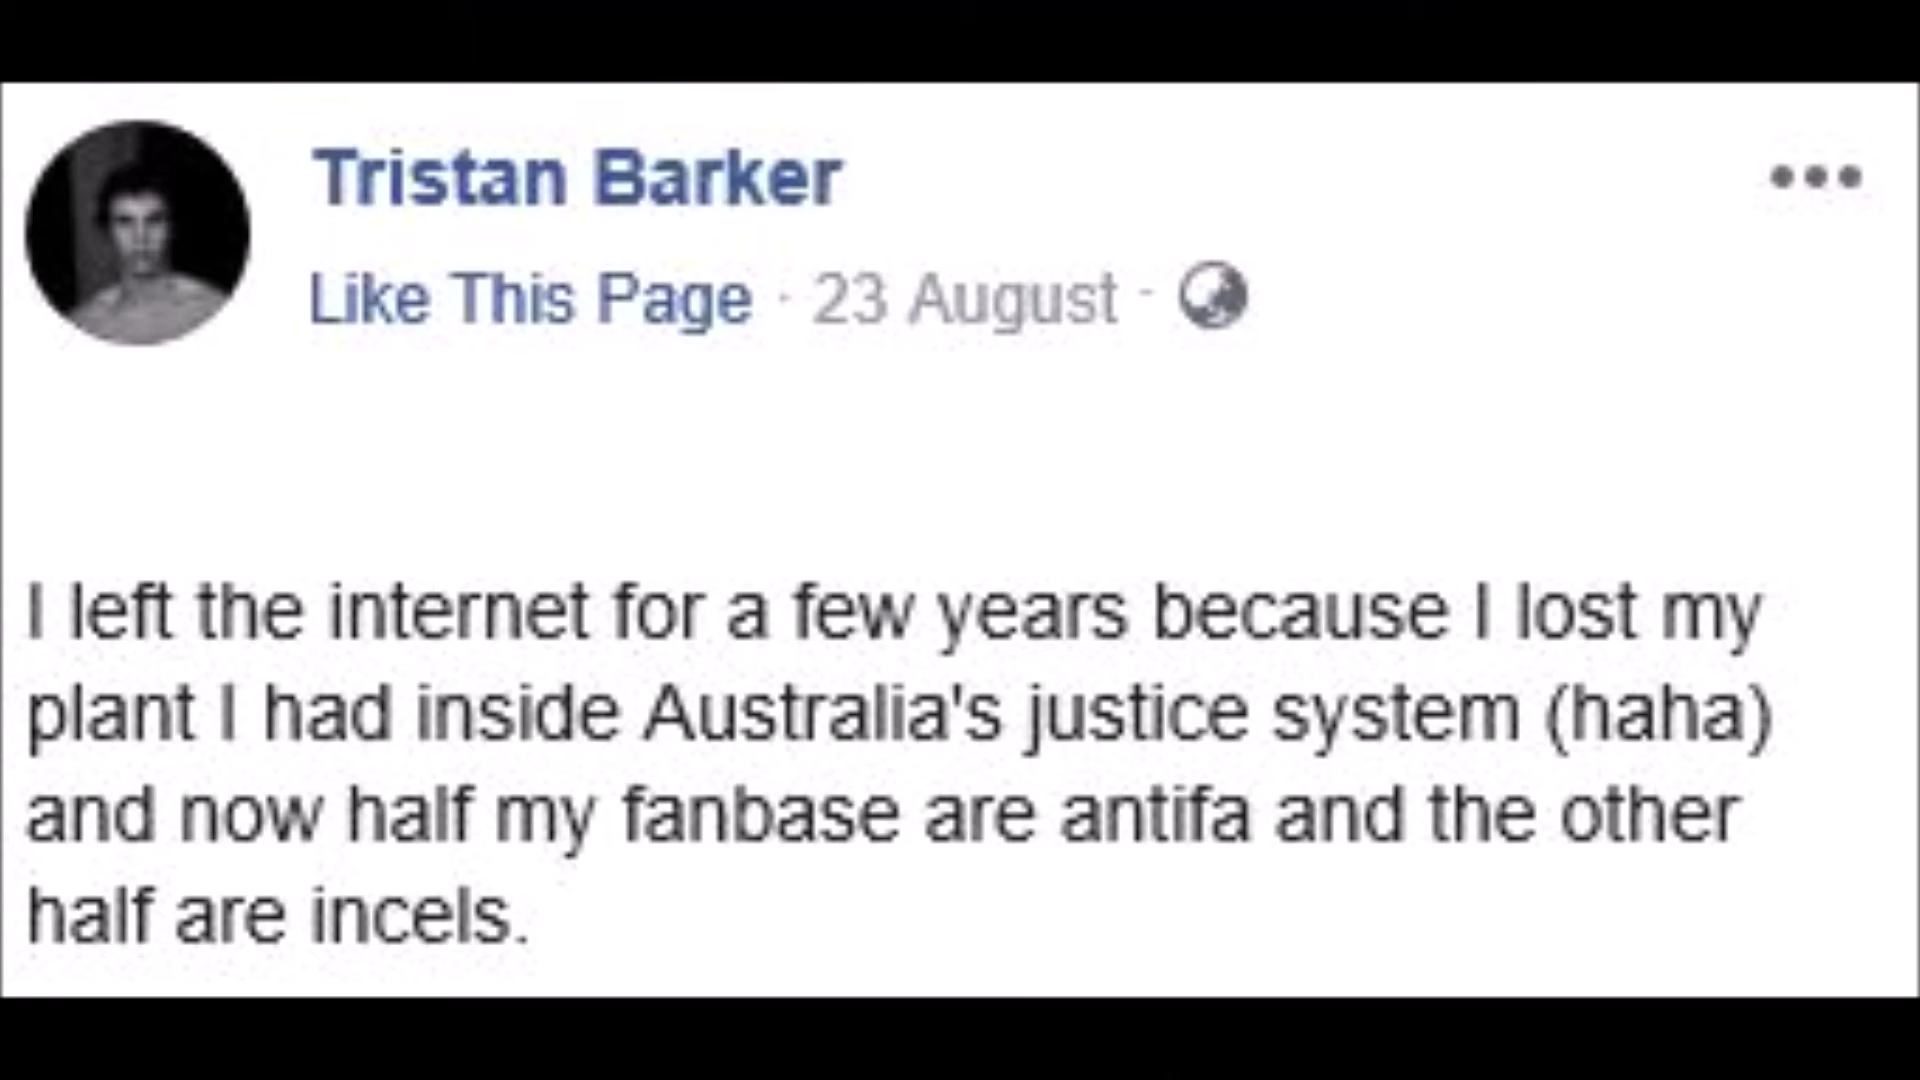 Tristan Barker
Like This Page · 23 August ·
I left the internet for a few years because I lost my
plant I had inside Australia's justice system (haha)
and now half my fanbase are antifa and the other
half are incels.